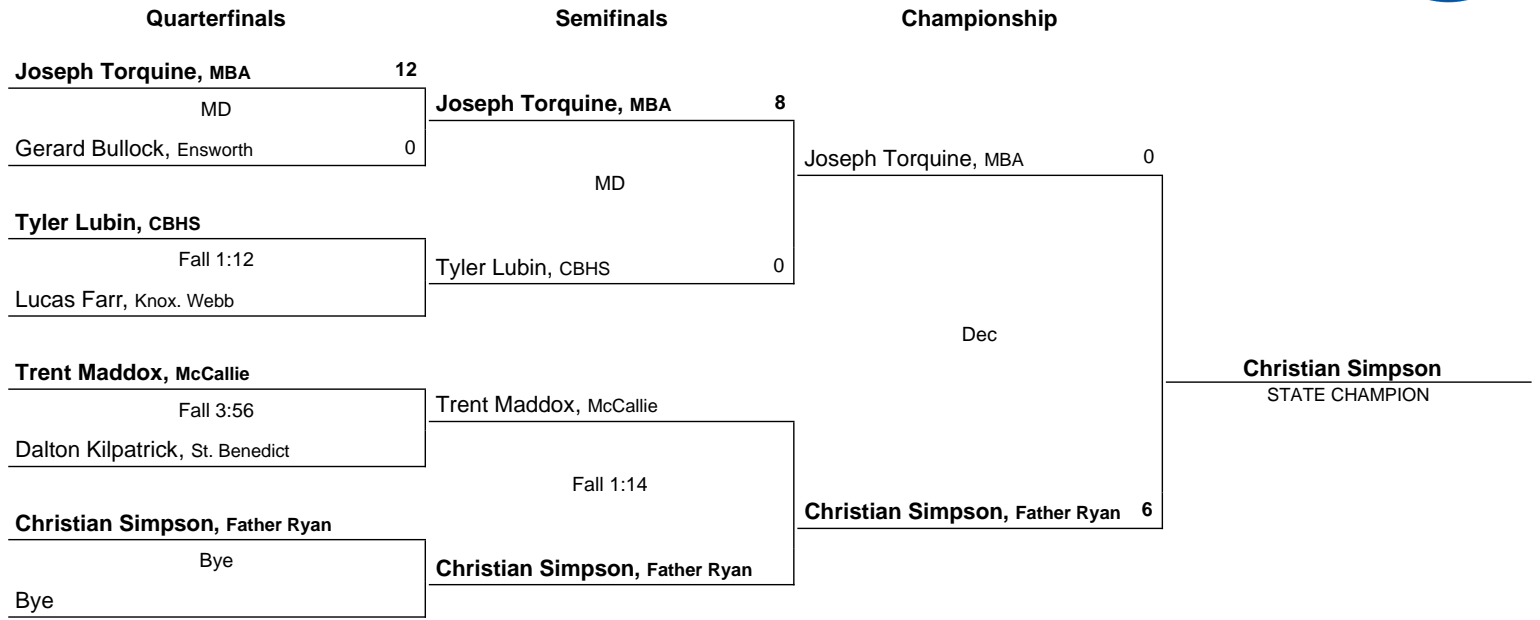 Quarterfinals Semifinals Championship
Joseph Torquine, MBA 12
MD
Gerard Bullock, Ensworth 0
Tyler Lubin, CBHS
Fall 1:12
Lucas Farr, Knox. Webb
Trent Maddox, McCallie
Fall 3:56
Dalton Kilpatrick, St. Benedict
Christian Simpson, Father Ryan
Bye
Bye
Joseph Torquine, MBA 8
MD
Tyler Lubin, CBHS 0
Trent Maddox, McCallie
Fall 1:14
Christian Simpson, Father Ryan
Joseph Torquine, MBA 0
Dec
Christian Simpson, Father Ryan 6
Christian Simpson
STATE CHAMPION